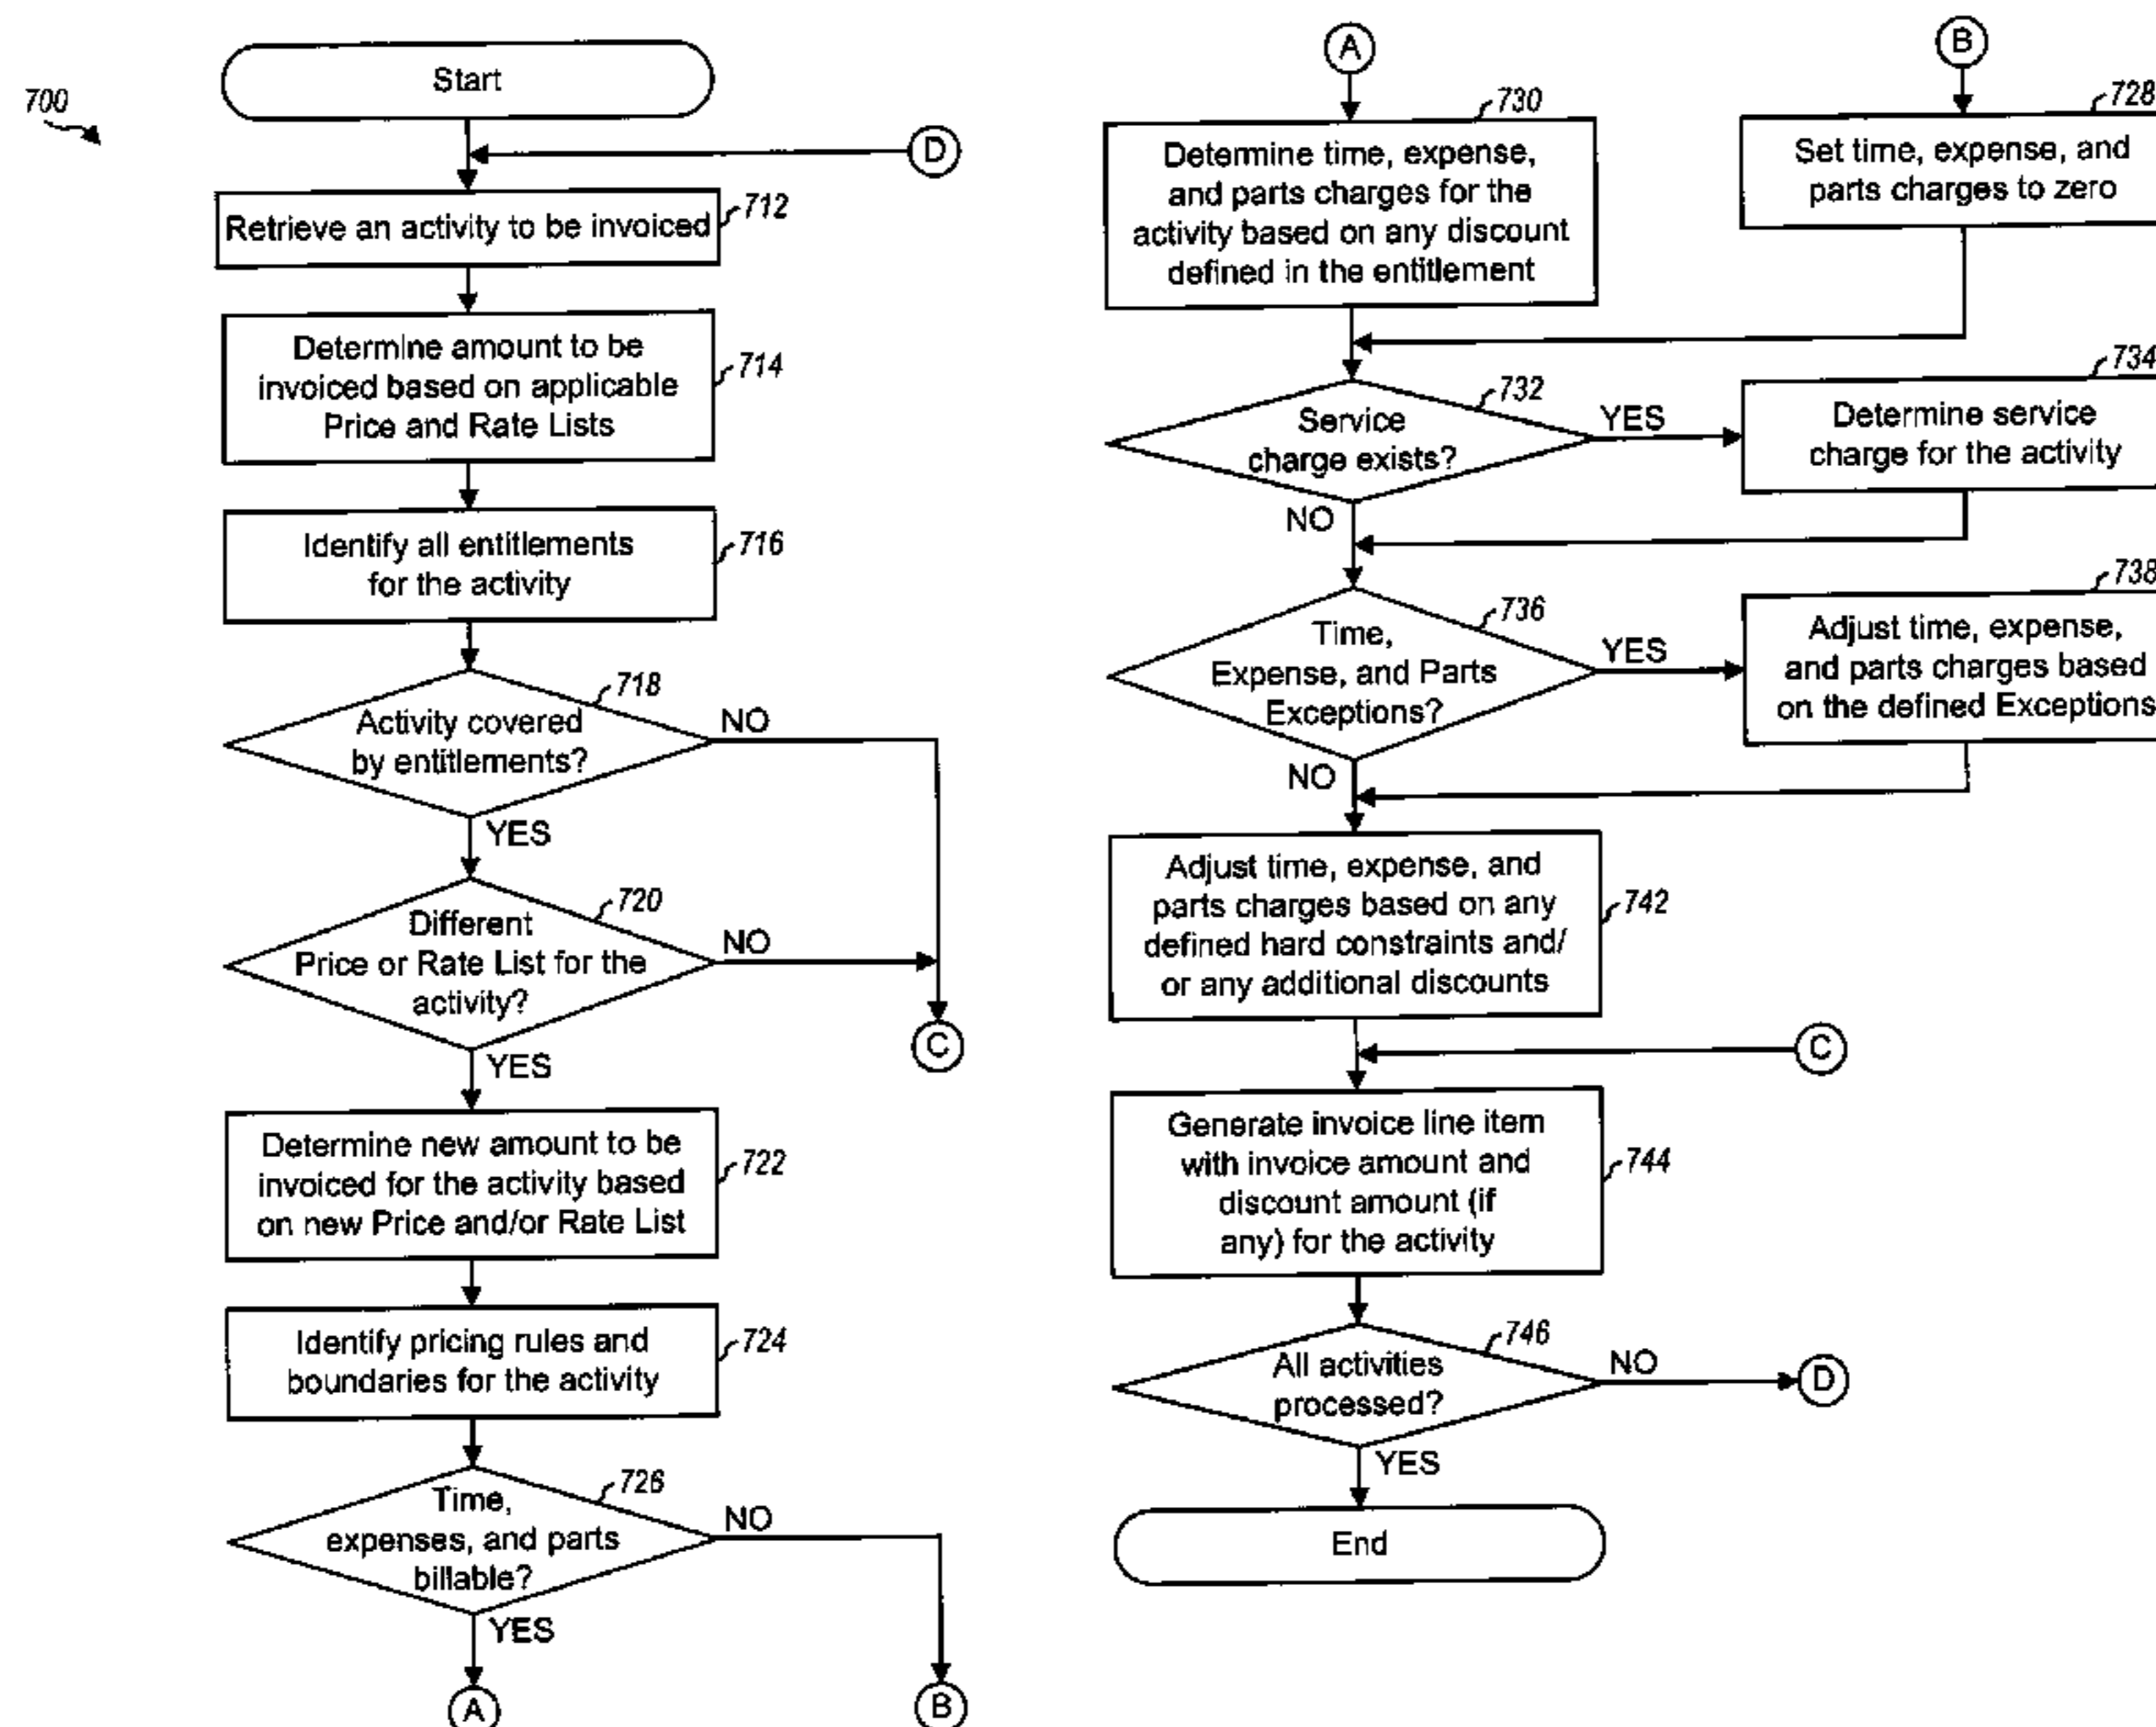 700
Start
D
Retrieve an activity to be invoiced
712
Determine amount to be
invoiced based on applicable
Price and Rate Lists
714
Identify all entitlements
for the activity
716
718
Activity covered
by entitlements?
NO
YES
720
Different
Price or Rate List for the
activity?
NO
YES
C
Determine new amount to be
invoiced for the activity based
on new Price and/or Rate List
722
Identify pricing rules and
boundaries for the activity
724
726
Time,
expenses, and parts
billable?
NO
YES
A
B
A
730
Determine time, expense,
and parts charges for the
activity based on any discount
defined in the entitlement
B
728
Set time, expense, and
parts charges to zero
732
Service
charge exists?
YES
NO
734
Determine service
charge for the activity
736
Time,
Expense, and Parts
Exceptions?
YES
NO
738
Adjust time, expense,
and parts charges based
on the defined Exceptions
Adjust time, expense, and
parts charges based on any
defined hard constraints and/
or any additional discounts
742
C
Generate invoice line item
with invoice amount and
discount amount (if
any) for the activity
744
746
All activities
processed?
NO
D
YES
End